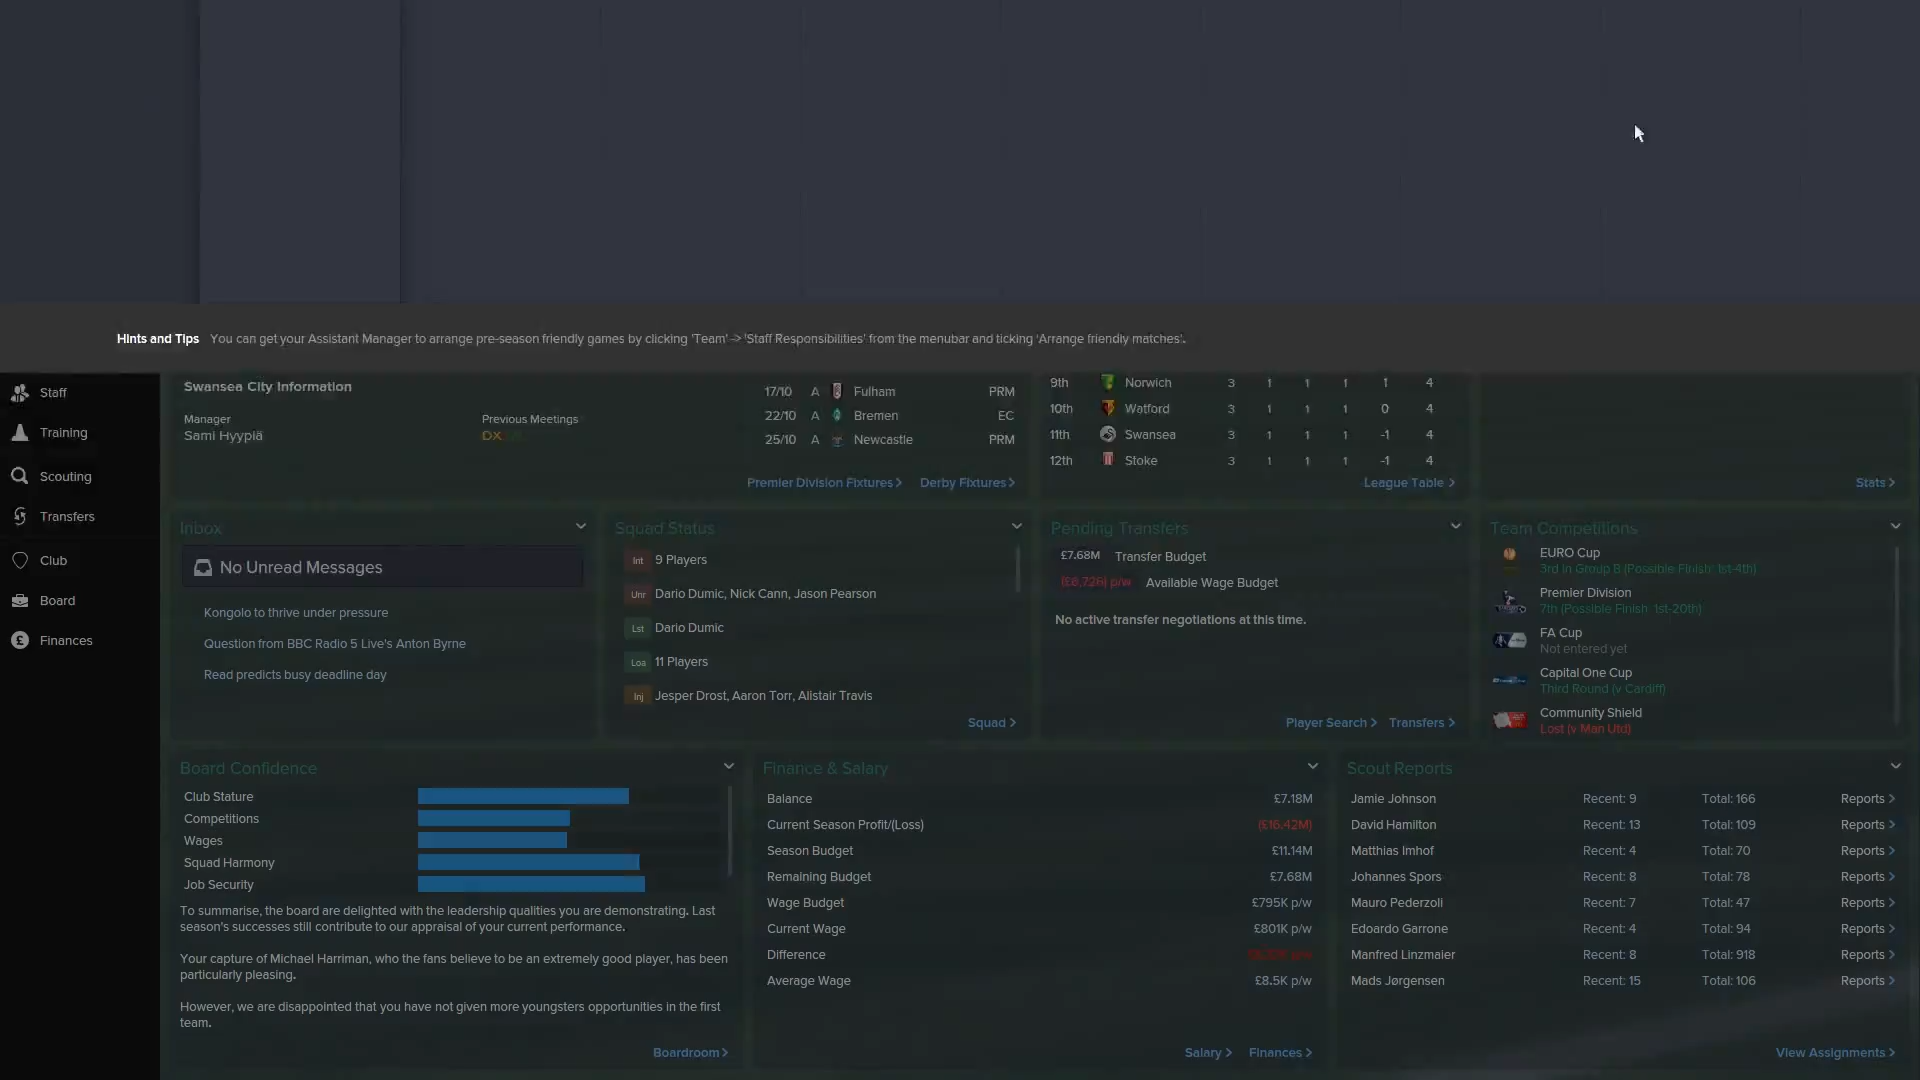 Hints and Tips You can get your Assistant Manager to arrange pre-season friendly games by clicking 'Team' -> 'Staff Responsibilities' from the menubar and ticking 'Arrange friendly matches'.
Staff
Training
Scouting
Transfers
Club
Board
Finances
Swansea City Information
Manager Previous Meetings
Sami Hyypiä DX
17/10 A Fulham PRM
22/10 A Bremen EC
25/10 A Newcastle PRM
Premier Division Fixtures > Derby Fixtures >
9th Norwich 3 1 1 1 1 4
10th Watford 3 1 1 1 0 4
11th Swansea 3 1 1 1 -1 4
12th Stoke 3 1 1 1 -1 4
League Table >
Stats >
Inbox
No Unread Messages
Kongolo to thrive under pressure
Question from BBC Radio 5 Live's Anton Byrne
Read predicts busy deadline day
Squad Status
Int 9 Players
Unr Dario Dumic, Nick Cann, Jason Pearson
Lst Dario Dumic
Loa 11 Players
Inj Jesper Drost, Aaron Torr, Alistair Travis
Squad >
Pending Transfers
£7.68M Transfer Budget
(£6,726) p/w Available Wage Budget
No active transfer negotiations at this time.
Player Search > Transfers >
Team Competitions
EURO Cup
3rd in Group B (Possible Finish: 1st-4th)
Premier Division
7th (Possible Finish: 1st-20th)
FA Cup
Not entered yet
Capital One Cup
Third Round (v Cardiff)
Community Shield
Lost (v Man Utd)
Board Confidence
Club Stature
Competitions
Wages
Squad Harmony
Job Security
To summarise, the board are delighted with the leadership qualities you are demonstrating. Last
season's successes still contribute to our appraisal of your current performance.
Your capture of Michael Harriman, who the fans believe to be an extremely good player, has been
particularly pleasing.
However, we are disappointed that you have not given more youngsters opportunities in the first
team.
Boardroom >
Finance & Salary
Balance £7.18M
Current Season Profit/(Loss) (£16.42M)
Season Budget £11.14M
Remaining Budget £7.68M
Wage Budget £795K p/w
Current Wage £801K p/w
Difference
Average Wage £8.5K p/w
Salary > Finances >
Scout Reports
Jamie Johnson Recent: 9 Total: 166 Reports >
David Hamilton Recent: 13 Total: 109 Reports >
Matthias Imhof Recent: 4 Total: 70 Reports >
Johannes Spors Recent: 8 Total: 78 Reports >
Mauro Pederzoli Recent: 7 Total: 47 Reports >
Edoardo Garrone Recent: 4 Total: 94 Reports >
Manfred Linzmaier Recent: 8 Total: 918 Reports >
Mads Jørgensen Recent: 15 Total: 106 Reports >
View Assignments >